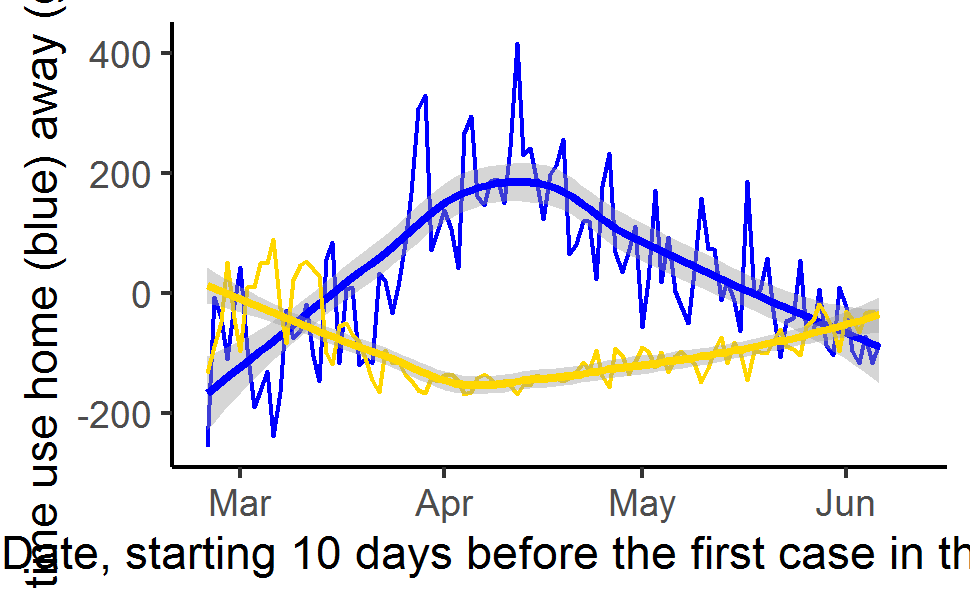 time use home (blue) away (
400
200
0
-200
Mar Apr May Jun
Date, starting 10 days before the first case in th